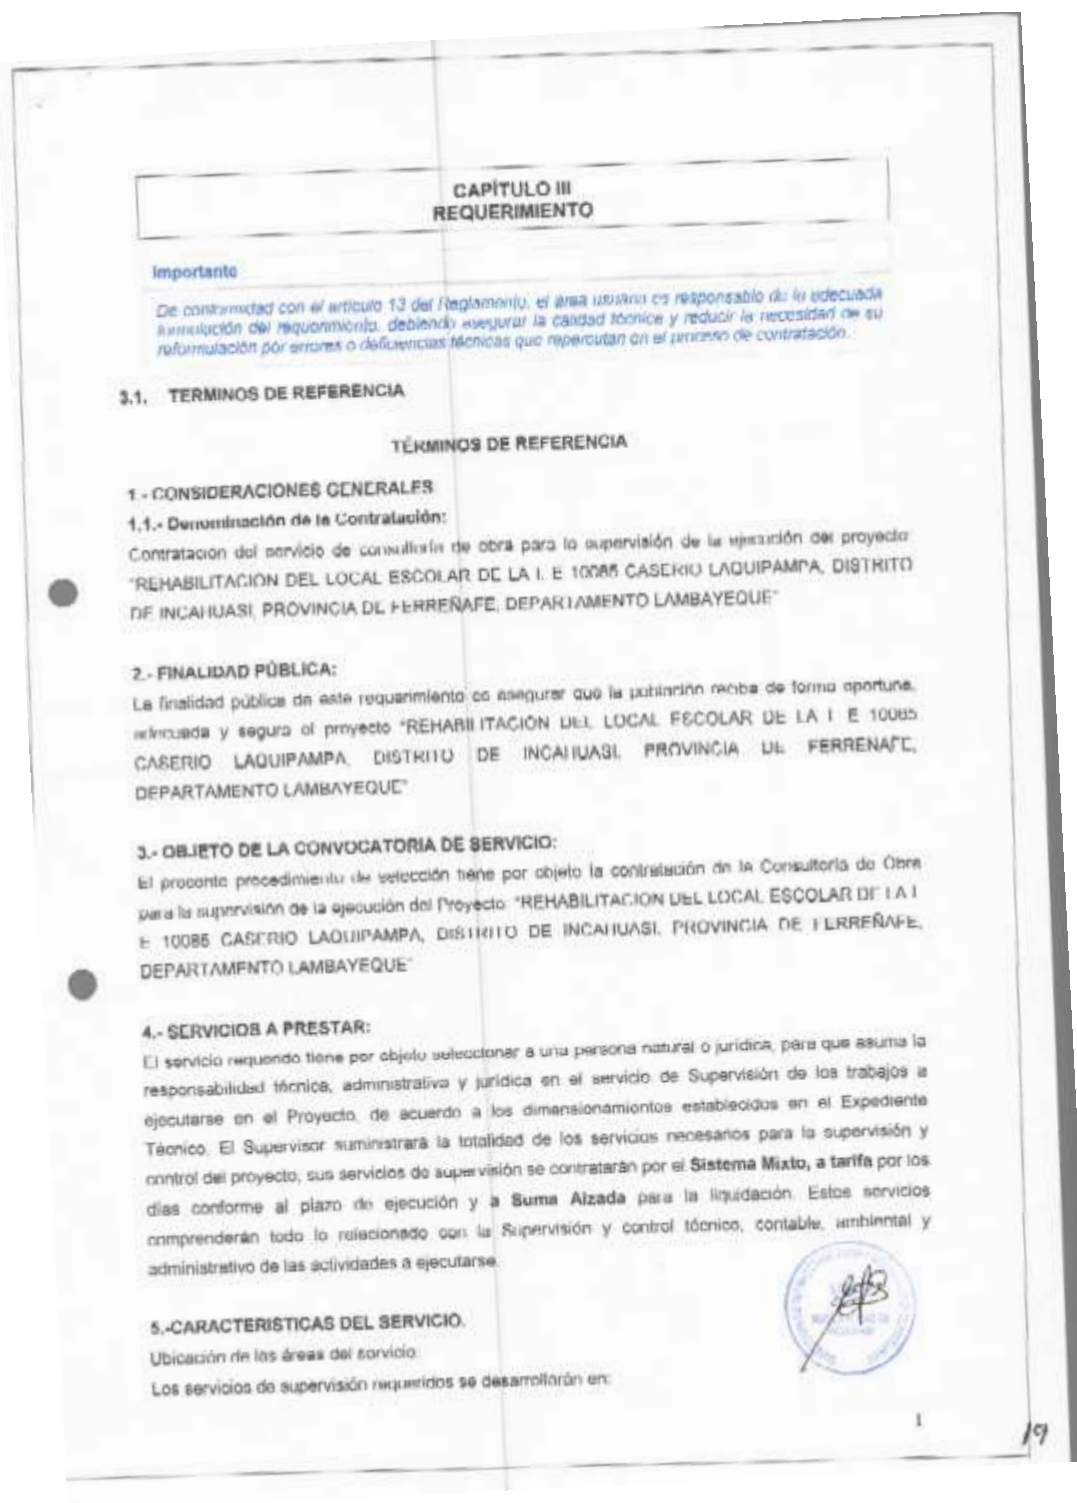 CAPÍTULO III
REQUERIMIENTO
Importante
De conformidad con el artículo 13 del Reglamento, el área usuaria es responsable de la adecuada
formulación del requerimiento, debiendo asegurar la calidad técnica y reducir la necesidad de su
reformulación por errores o deficiencias técnicas que repercutan en el proceso de contratación.
3.1. TERMINOS DE REFERENCIA
TÉRMINOS DE REFERENCIA
1.- CONSIDERACIONES GENERALES
1.1.- Denominación de la Contratación:
Contratación del servicio de consultoría de obra para la supervisión de la ejecución del proyecto
"REHABILITACION DEL LOCAL ESCOLAR DE LA I. E 10085 CASERIO LAQUIPAMPA, DISTRITO
DE INCAHUASI, PROVINCIA DE FERREÑAFE, DEPARTAMENTO LAMBAYEQUE"
2.- FINALIDAD PÚBLICA:
La finalidad pública de este requerimiento es asegurar que la población reciba de forma oportuna,
adecuada y segura el proyecto "REHABILITACIÓN DEL LOCAL ESCOLAR DE LA I E 10085
CASERIO LAQUIPAMPA, DISTRITO DE INCAHUASI, PROVINCIA DE FERREÑAFE,
DEPARTAMENTO LAMBAYEQUE"
3.- OBJETO DE LA CONVOCATORIA DE SERVICIO:
El presente procedimiento de selección tiene por objeto la contratación de la Consultoría de Obra
para la supervisión de la ejecución del Proyecto: "REHABILITACION DEL LOCAL ESCOLAR DE LA I
E 10085 CASERIO LAQUIPAMPA, DISTRITO DE INCAHUASI, PROVINCIA DE FERREÑAFE,
DEPARTAMENTO LAMBAYEQUE"
4.- SERVICIOS A PRESTAR:
El servicio requerido tiene por objeto seleccionar a una persona natural o jurídica, para que asuma la
responsabilidad técnica, administrativa y jurídica en el servicio de Supervisión de los trabajos a
ejecutarse en el Proyecto, de acuerdo a los dimensionamientos establecidos en el Expediente
Técnico. El Supervisor suministrará la totalidad de los servicios necesarios para la supervisión y
control del proyecto; sus servicios de supervisión se contratarán por el Sistema Mixto, a tarifa por los
días conforme al plazo de ejecución y a Suma Alzada para la liquidación. Estos servicios
comprenderán todo lo relacionado con la Supervisión y control técnico, contable, ambiental y
administrativo de las actividades a ejecutarse.
5.-CARACTERISTICAS DEL SERVICIO.
Ubicación de las áreas del servicio:
Los servicios de supervisión requeridos se desarrollarán en:
1
19